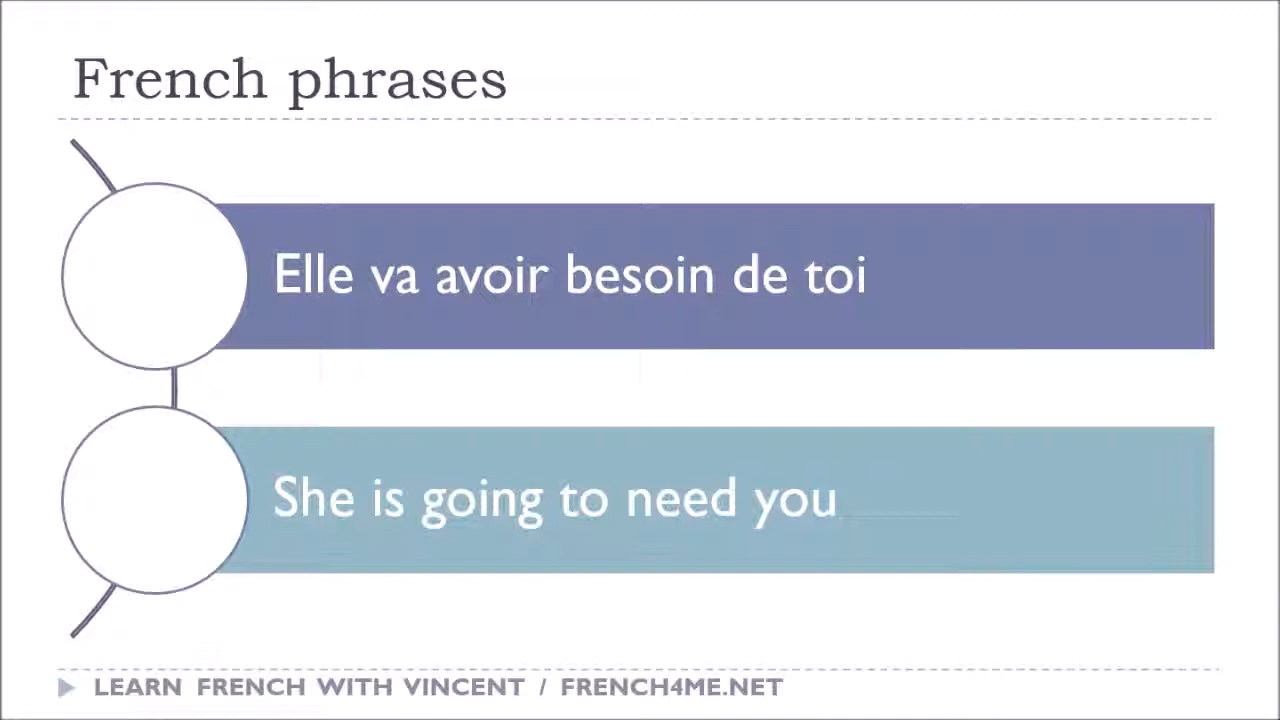 French phrases
Elle va avoir besoin de toi
She is going to need you
LEARN FRENCH WITH VINCENT / FRENCH4ME.NET